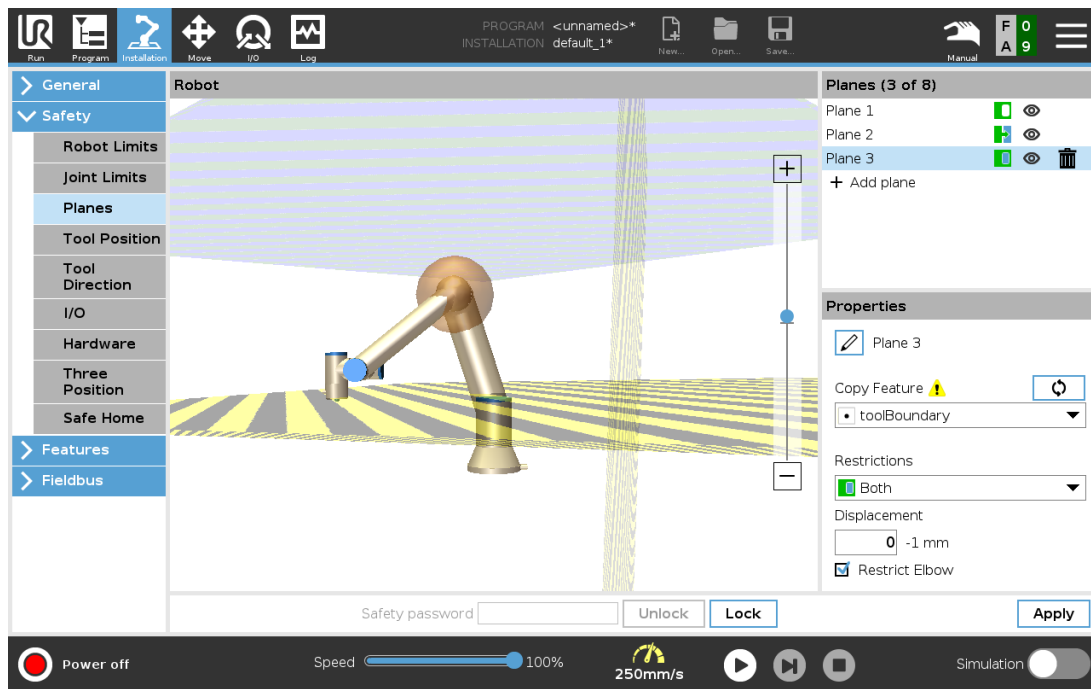 PROGRAM <unnamed>*
INSTALLATION default_1*
Run
Program
Installation
Move
I/O
Log
New...
Open...
Save...
Manual
F 0
A 9
General
Safety
Robot Limits
Joint Limits
Planes
Tool Position
Tool
Direction
I/O
Hardware
Three
Position
Safe Home
Features
Fieldbus
Robot
Planes (3 of 8)
Plane 1
Plane 2
Plane 3
+ Add plane
Properties
Plane 3
Copy Feature
toolBoundary
Restrictions
Both
Displacement
0 -1 mm
Restrict Elbow
Safety password
Unlock
Lock
Apply
Power off
Speed
100%
250mm/s
Simulation